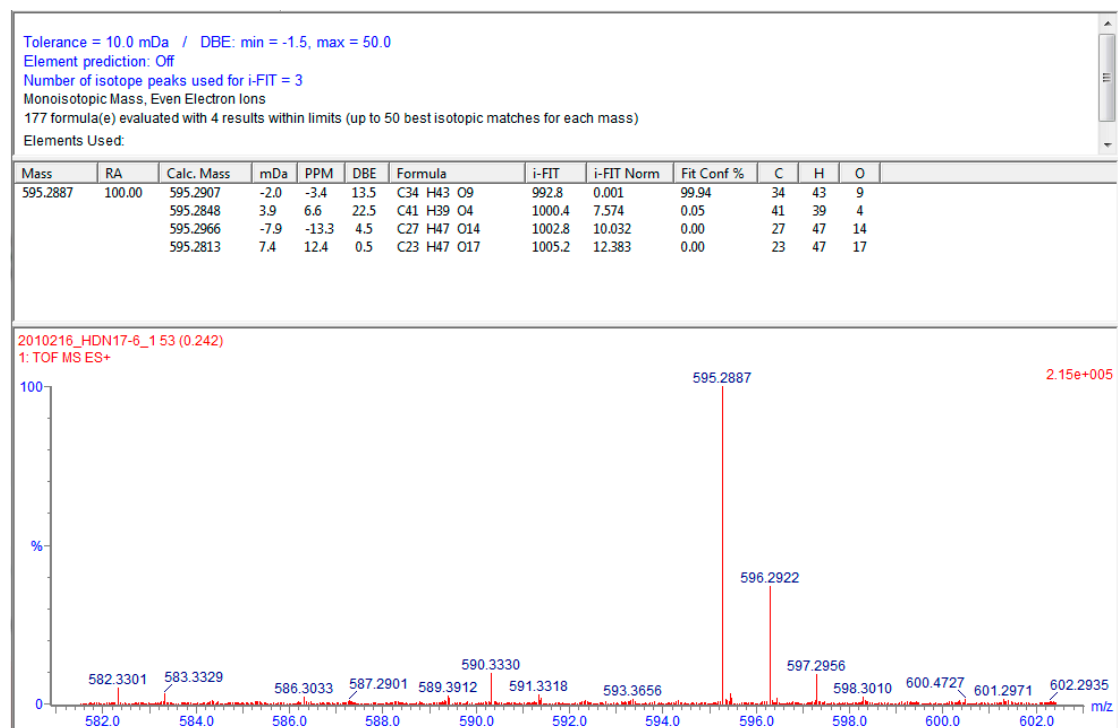 Tolerance = 10.0 mDa / DBE: min = -1.5, max = 50.0
Element prediction: Off
Number of isotope peaks used for i-FIT = 3
Monoisotopic Mass, Even Electron Ions
177 formula(e) evaluated with 4 results within limits (up to 50 best isotopic matches for each mass)
Elements Used:
Mass RA Calc. Mass mDa PPM DBE Formula i-FIT i-FIT Norm Fit Conf % C H O
595.2887 100.00 595.2907 -2.0 -3.4 13.5 C34 H43 O9 992.8 0.001 99.94 34 43 9
595.2848 3.9 6.6 22.5 C41 H39 O4 1000.4 7.574 0.05 41 39 4
595.2966 -7.9 -13.3 4.5 C27 H47 O14 1002.8 10.032 0.00 27 47 14
595.2813 7.4 12.4 0.5 C23 H47 O17 1005.2 12.383 0.00 23 47 17
2010216_HDN17-6_1 53 (0.242)
1: TOF MS ES+
2.15e+005
100
%
0
595.2887
596.2922
597.2956
590.3330
582.3301
583.3329
586.3033
587.2901
589.3912
591.3318
593.3656
598.3010
600.4727
601.2971
602.2935
582.0 584.0 586.0 588.0 590.0 592.0 594.0 596.0 598.0 600.0 602.0 m/z